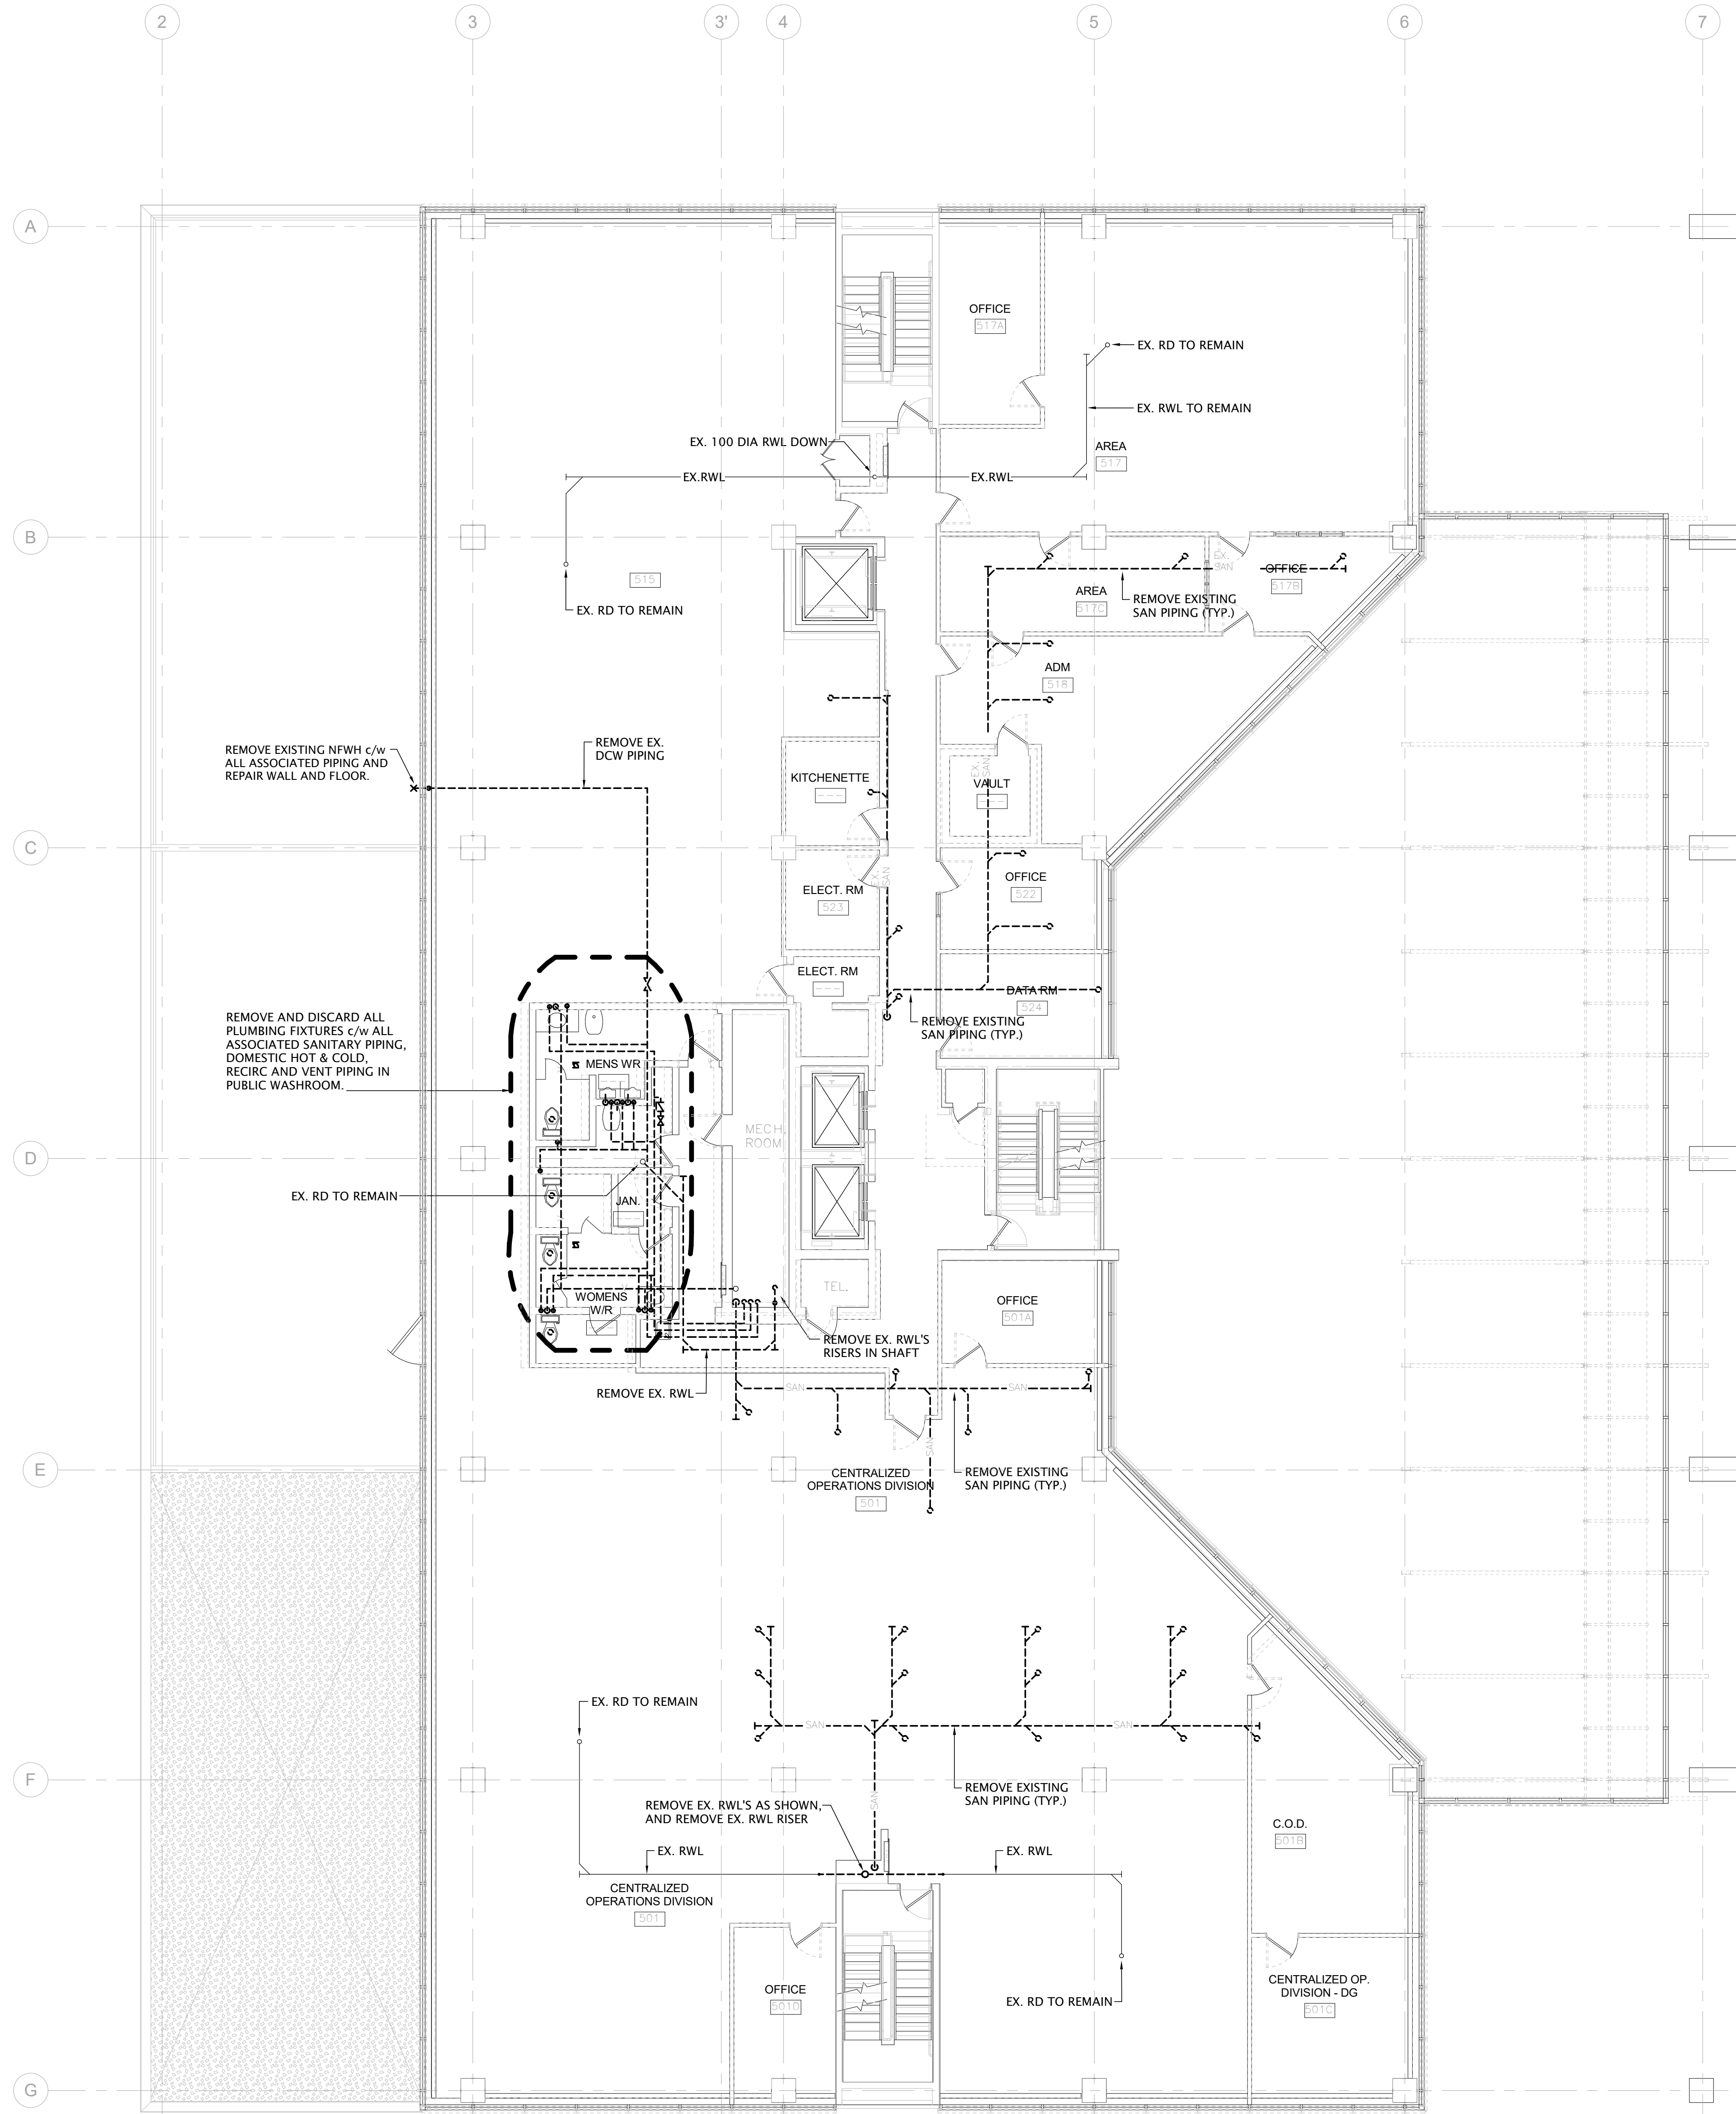 2
3
3'
4
5
6
7
A
OFFICE
517A
EX. RD TO REMAIN
EX. RWL TO REMAIN
EX. 100 DIA RWL DOWN
AREA
517
EX.RWL
EX.RWL
B
515
EX. RD TO REMAIN
EX.
SAN
OFFICE
517B
AREA
517C
REMOVE EXISTING
SAN PIPING (TYP.)
ADM
518
REMOVE EXISTING NFWH c/w
ALL ASSOCIATED PIPING AND
REPAIR WALL AND FLOOR.
REMOVE EX.
DCW PIPING
KITCHENETTE
EX.
SAN
VAULT
C
ELECT. RM
523
EX.
SAN
OFFICE
522
ELECT. RM
DATA RM
524
REMOVE EXISTING
SAN PIPING (TYP.)
REMOVE AND DISCARD ALL
PLUMBING FIXTURES c/w ALL
ASSOCIATED SANITARY PIPING,
DOMESTIC HOT & COLD,
RECIRC AND VENT PIPING IN
PUBLIC WASHROOM.
MENS WR
MECH.
ROOM
D
EX. RD TO REMAIN
JAN.
WOMENS
W/R
TEL.
OFFICE
501A
REMOVE EX. RWL'S
RISERS IN SHAFT
REMOVE EX. RWL
SAN
SAN
SAN
E
CENTRALIZED
OPERATIONS DIVISION
501
REMOVE EXISTING
SAN PIPING (TYP.)
EX. RD TO REMAIN
SAN
SAN
F
REMOVE EXISTING
SAN PIPING (TYP.)
SAN
REMOVE EX. RWL'S AS SHOWN,
AND REMOVE EX. RWL RISER
C.O.D.
501B
EX. RWL
EX. RWL
CENTRALIZED
OPERATIONS DIVISION
501
OFFICE
501D
EX. RD TO REMAIN
CENTRALIZED OP.
DIVISION - DG
501C
G